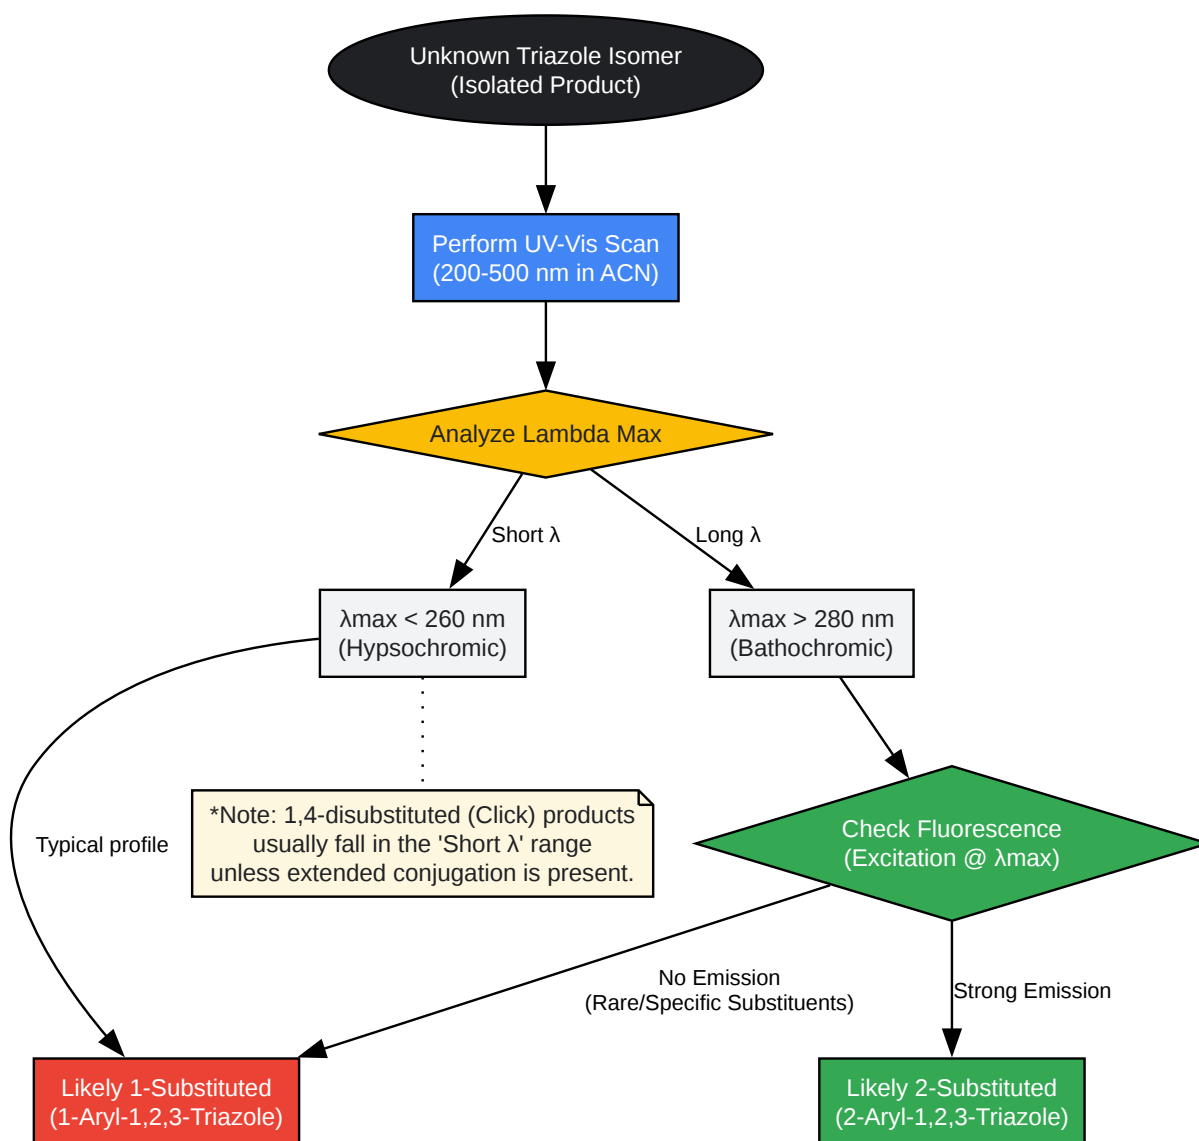 Unknown Triazole Isomer
(Isolated Product)
Perform UV-Vis Scan
(200-500 nm in ACN)
Analyze Lambda Max
Short λ
Long λ
λmax < 260 nm
(Hypsochromic)
λmax > 280 nm
(Bathochromic)
*Note: 1,4-disubstituted (Click) products
usually fall in the 'Short λ' range
unless extended conjugation is present.
Typical profile
Check Fluorescence
(Excitation @ λmax)
No Emission
(Rare/Specific Substituents)
Strong Emission
Likely 1-Substituted
(1-Aryl-1,2,3-Triazole)
Likely 2-Substituted
(2-Aryl-1,2,3-Triazole)